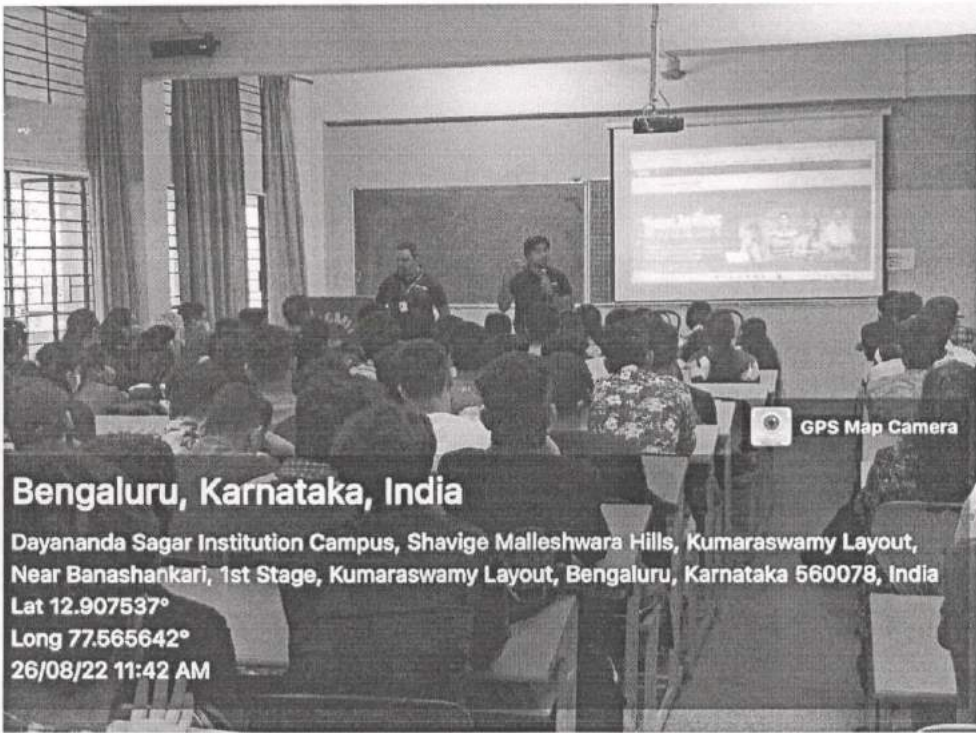 GPS Map Camera
Bengaluru, Karnataka, India
Dayananda Sagar Institution Campus, Shavige Malleshwara Hills, Kumaraswamy Layout,
Near Banashankari, 1st Stage, Kumaraswamy Layout, Bengaluru, Karnataka 560078, India
Lat 12.907537°
Long 77.565642°
26/08/22 11:42 AM